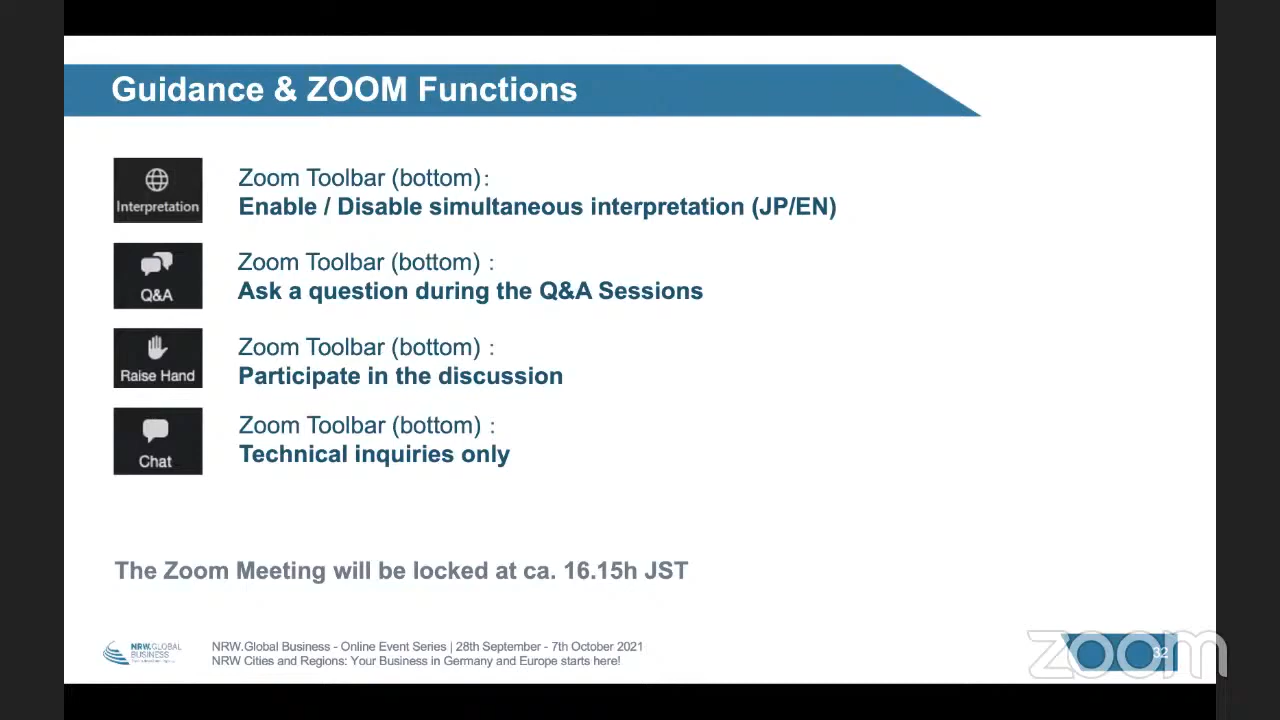 Guidance & ZOOM Functions
Interpretation
Zoom Toolbar (bottom):
Enable / Disable simultaneous interpretation (JP/EN)
Q&A
Zoom Toolbar (bottom) :
Ask a question during the Q&A Sessions
Raise Hand
Zoom Toolbar (bottom) :
Participate in the discussion
Chat
Zoom Toolbar (bottom) :
Technical inquiries only
The Zoom Meeting will be locked at ca. 16.15h JST
NRW.GLOBAL
BUSINESS
NRW.Global Business - Online Event Series | 28th September - 7th October 2021
NRW Cities and Regions: Your Business in Germany and Europe starts here!
32
zoom